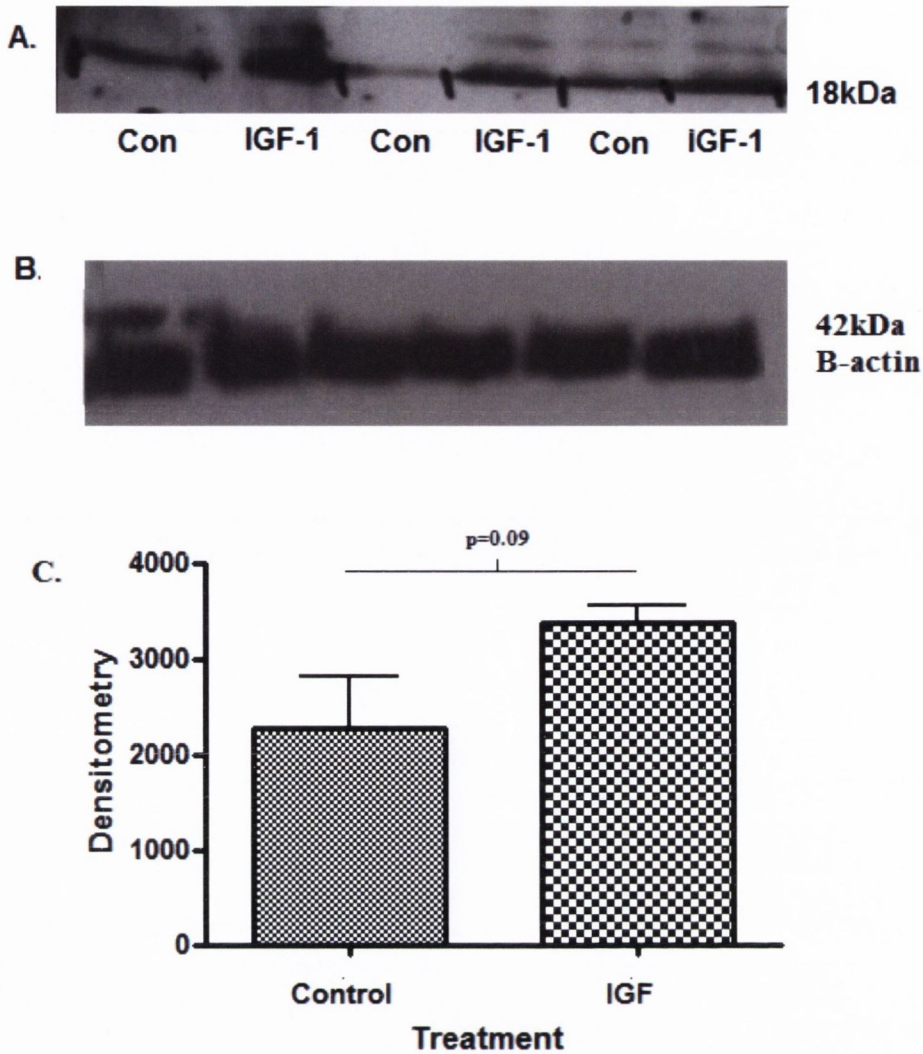 A.
18kDa
Con IGF-1 Con IGF-1 Con IGF-1
B.
42kDa
B-actin
C.
p=0.09
4000
3000
2000
1000
0
Densitometry
Control IGF
Treatment